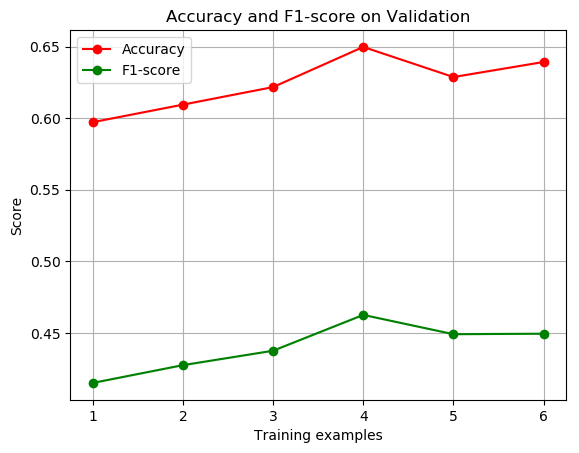 Accuracy and F1-score on Validation
Accuracy
F1-score
0.65
0.60
0.55
0.50
0.45
Score
1 2 3 4 5 6
Training examples